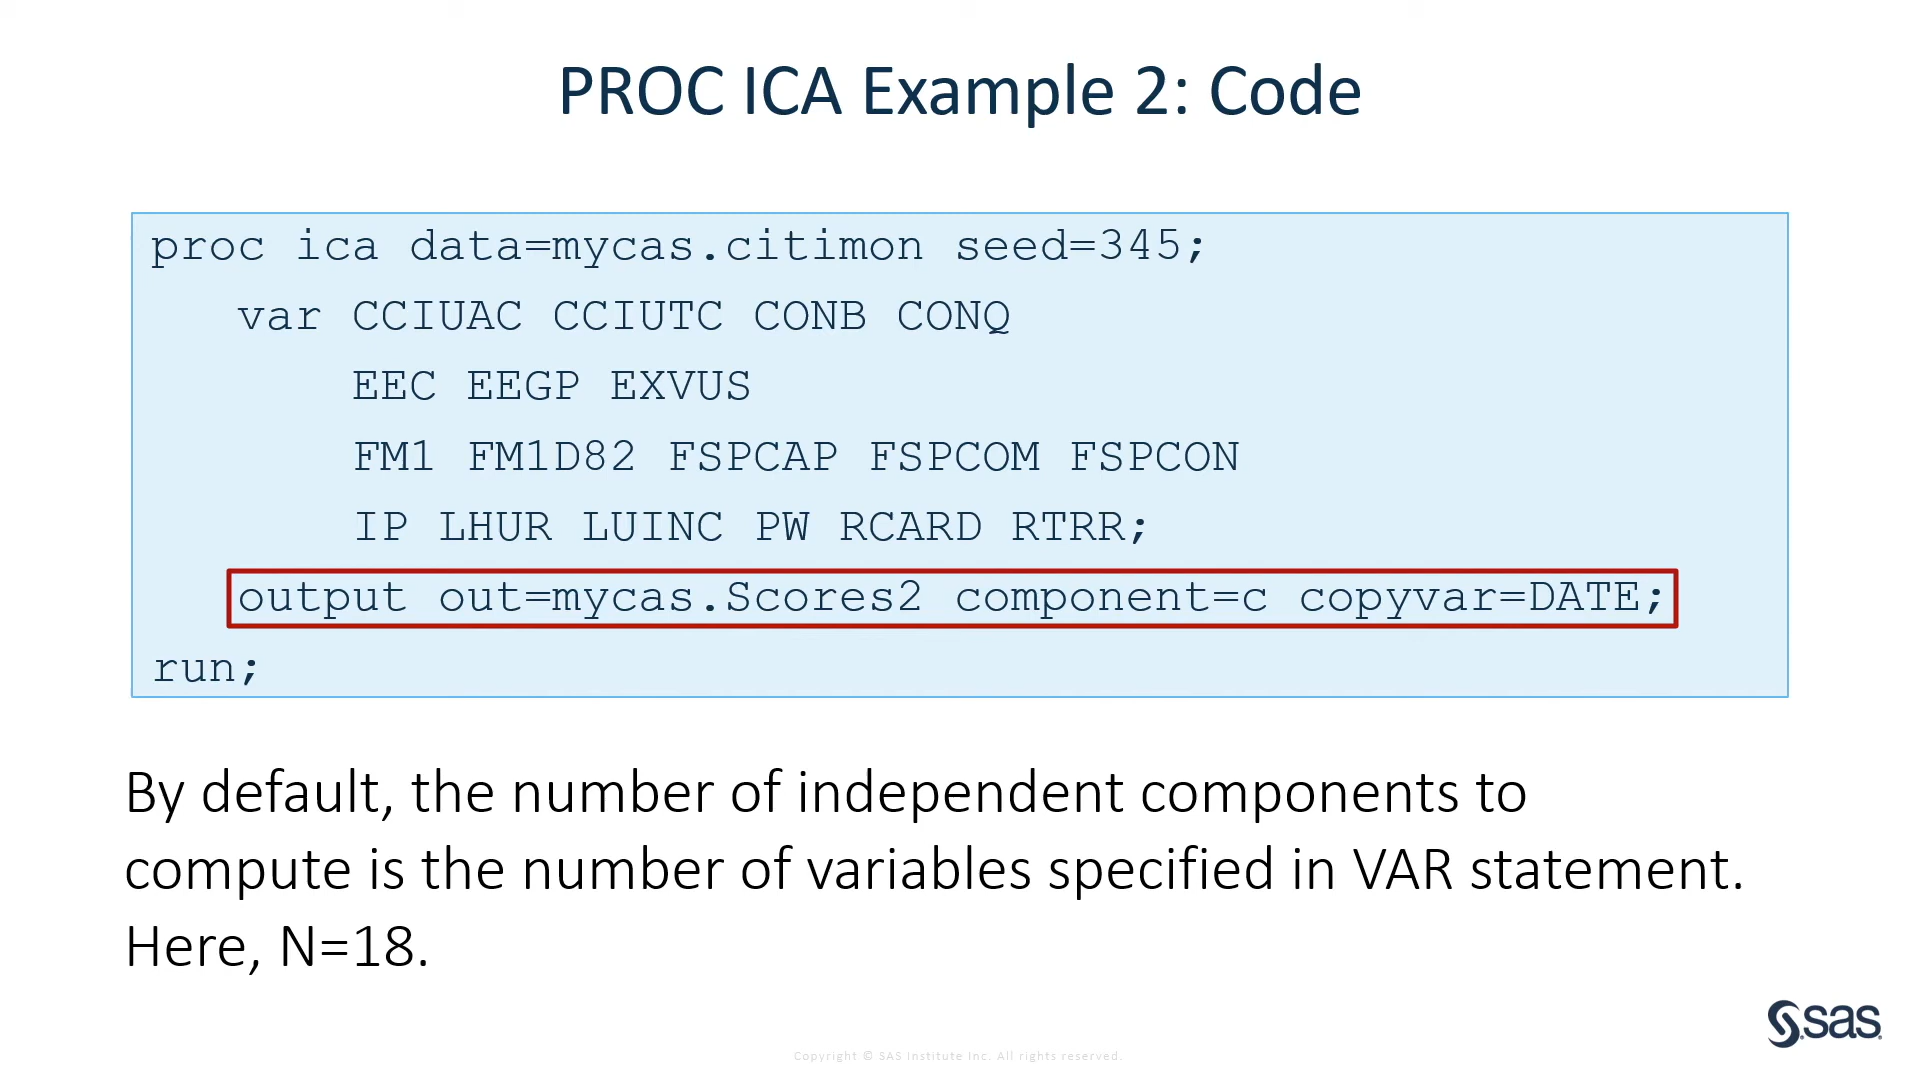 PROC ICA Example 2: Code
proc ica data=mycas.citimon seed=345;
var CCIUAC CCIUTC CONB CONQ
EEC EEGP EXVUS
FM1 FM1D82 FSPCAP FSPCOM FSPCON
IP LHUR LUINC PW RCARD RTRR;
output out=mycas.Scores2 component=c copyvar=DATE;
run;
By default, the number of independent components to
compute is the number of variables specified in VAR statement.
Here, N=18.
sas
Copyright © SAS Institute Inc. All rights reserved.